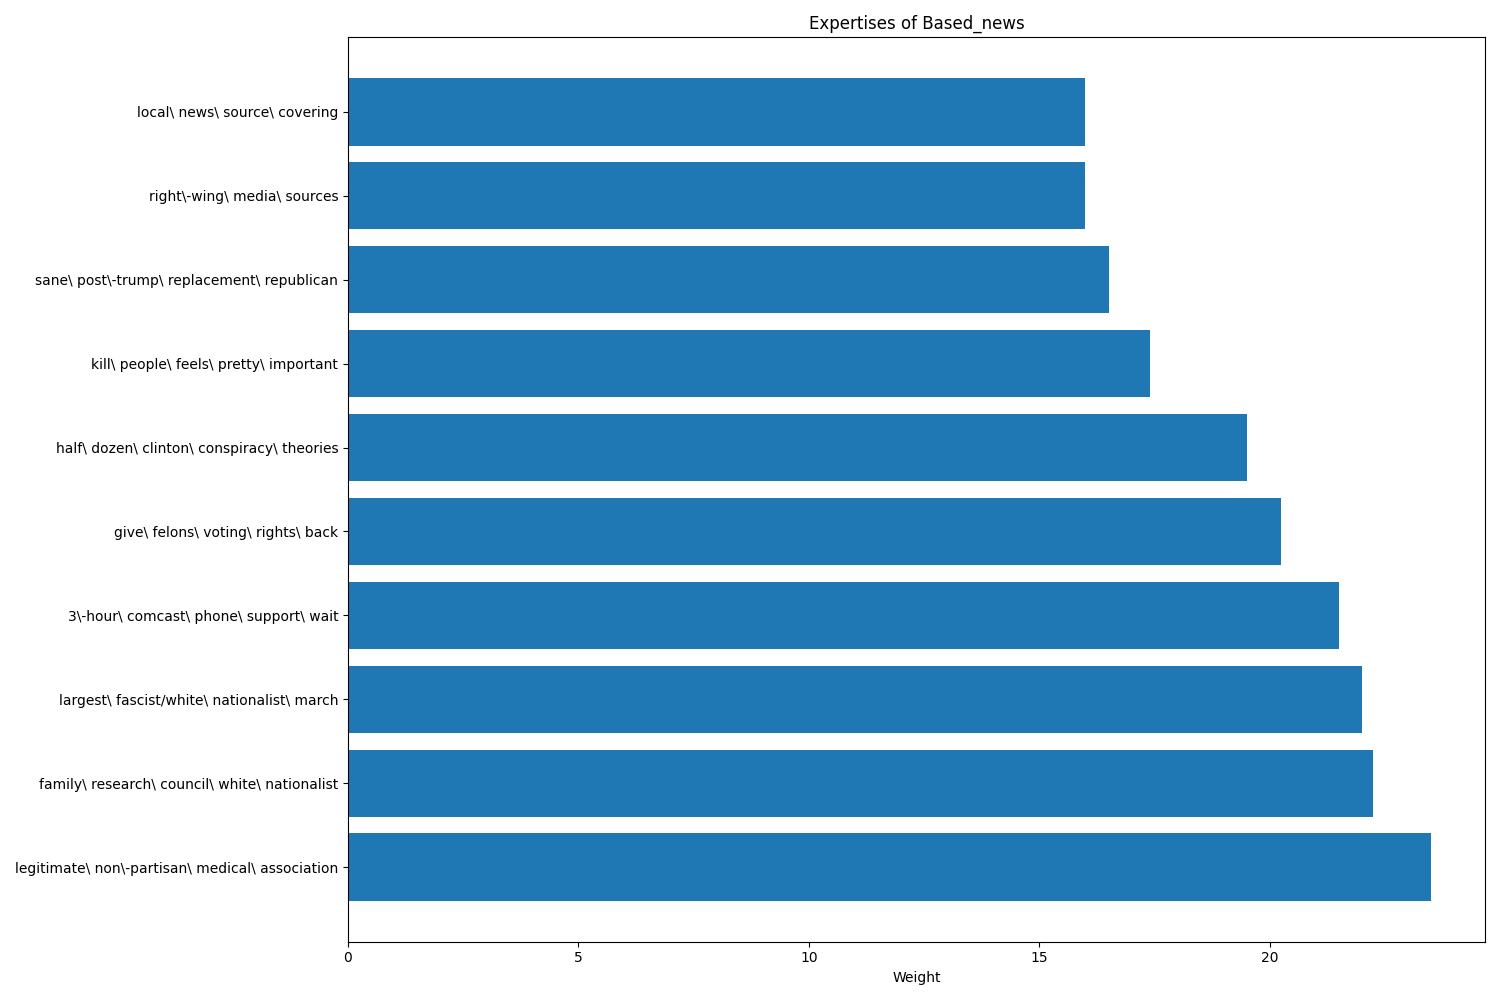 Expertises of Based_news
local\ news\ source\ covering
right\-wing\ media\ sources
sane\ post\-trump\ replacement\ republican
kill\ people\ feels\ pretty\ important
half\ dozen\ clinton\ conspiracy\ theories
give\ felons\ voting\ rights\ back
3\-hour\ comcast\ phone\ support\ wait
largest\ fascist/white\ nationalist\ march
family\ research\ council\ white\ nationalist
legitimate\ non\-partisan\ medical\ association
0 5 10 15 20
Weight